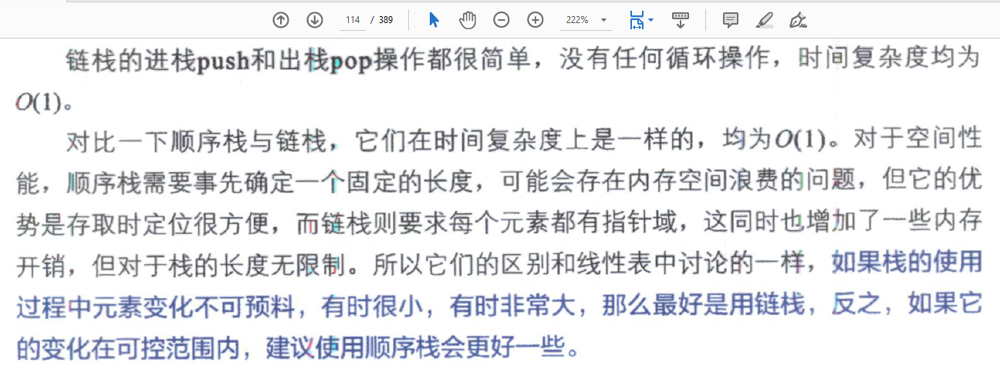 114 / 389 222%
链栈的进栈push和出栈pop操作都很简单，没有任何循环操作，时间复杂度均为
O(1)。
对比一下顺序栈与链栈，它们在时间复杂度上是一样的，均为O(1)。对于空间性
能，顺序栈需要事先确定一个固定的长度，可能会存在内存空间浪费的问题，但它的优
势是存取时定位很方便，而链栈则要求每个元素都有指针域，这同时也增加了一些内存
开销，但对于栈的长度无限制。所以它们的区别和线性表中讨论的一样，如果栈的使用
过程中元素变化不可预料，有时很小，有时非常大，那么最好是用链栈，反之，如果它
的变化在可控范围内，建议使用顺序栈会更好一些。